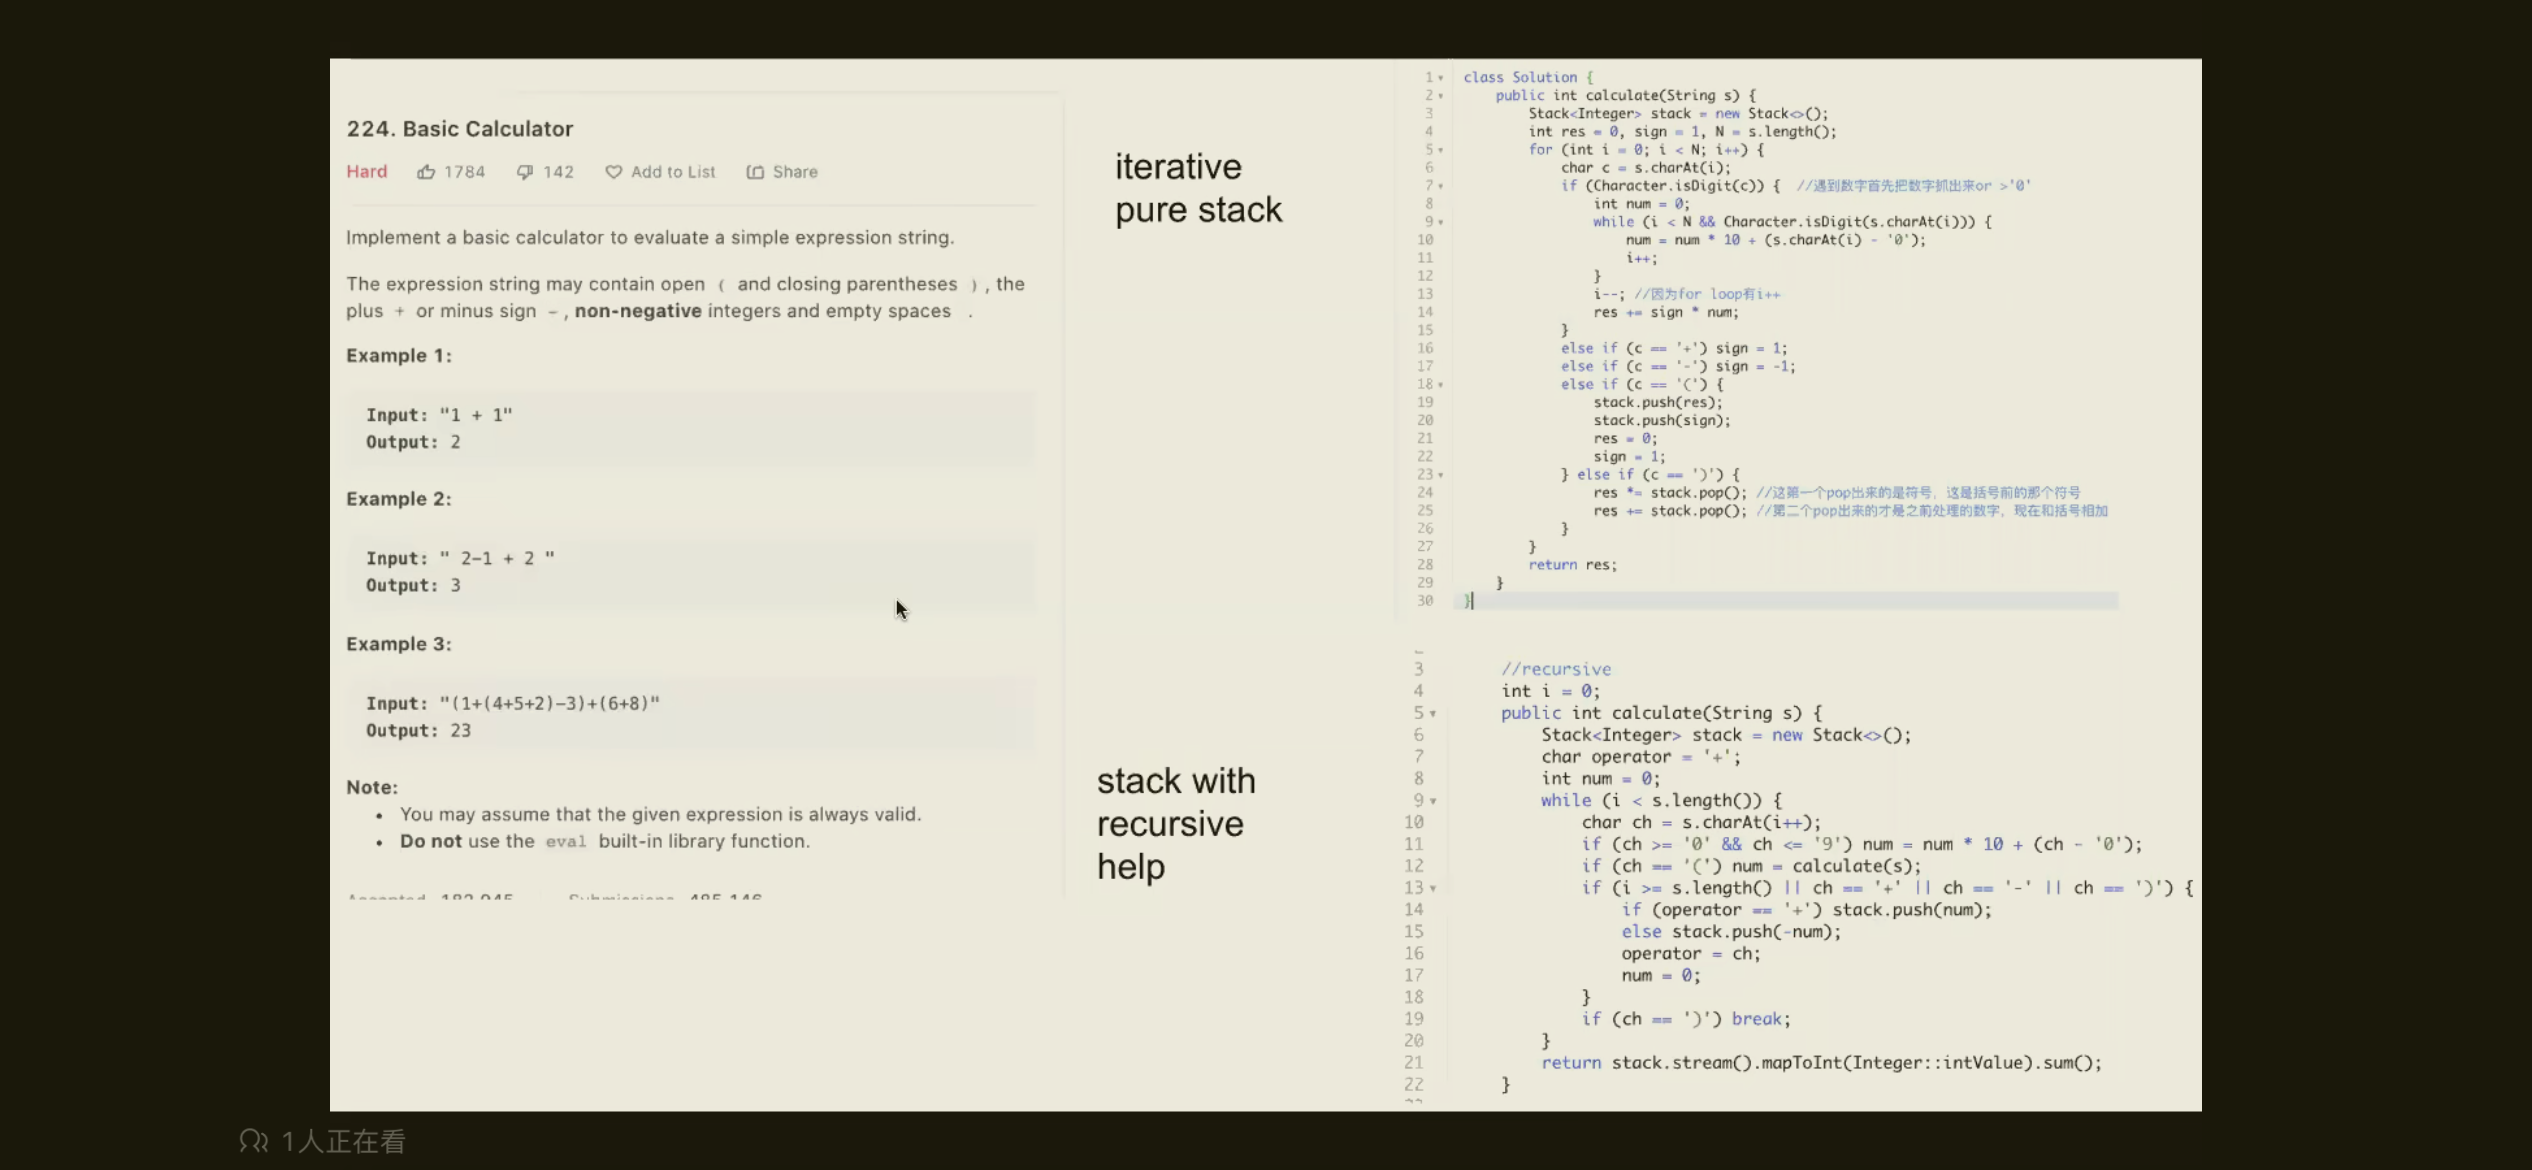 224. Basic Calculator
Hard 1784 142 Add to List Share
Implement a basic calculator to evaluate a simple expression string.
The expression string may contain open ( and closing parentheses ) , the
plus + or minus sign - , non-negative integers and empty spaces .
Example 1:
Input: "1 + 1"
Output: 2
Example 2:
Input: " 2-1 + 2 "
Output: 3
Example 3:
Input: "(1+(4+5+2)-3)+(6+8)"
Output: 23
Note:
• You may assume that the given expression is always valid.
• Do not use the eval built-in library function.
Accepted 182,945 Submissions 485,146
iterative
pure stack
1 class Solution {
2 public int calculate(String s) {
3 Stack<Integer> stack = new Stack<>();
4 int res = 0, sign = 1, N = s.length();
5 for (int i = 0; i < N; i++) {
6 char c = s.charAt(i);
7 if (Character.isDigit(c)) { //遇到数字首先把数字抓出来or >'0'
8 int num = 0;
9 while (i < N && Character.isDigit(s.charAt(i))) {
10 num = num * 10 + (s.charAt(i) - '0');
11 i++;
12 }
13 i--; //因为for loop有i++
14 res += sign * num;
15 }
16 else if (c == '+') sign = 1;
17 else if (c == '-') sign = -1;
18 else if (c == '(') {
19 stack.push(res);
20 stack.push(sign);
21 res = 0;
22 sign = 1;
23 } else if (c == ')') {
24 res *= stack.pop(); //这第一个pop出来的是符号，这是括号前的那个符号
25 res += stack.pop(); //第二个pop出来的才是之前处理的数字，现在和括号相加
26 }
27 }
28 return res;
29 }
30 }
stack with
recursive
help
3 //recursive
4 int i = 0;
5 public int calculate(String s) {
6 Stack<Integer> stack = new Stack<>();
7 char operator = '+';
8 int num = 0;
9 while (i < s.length()) {
10 char ch = s.charAt(i++);
11 if (ch >= '0' && ch <= '9') num = num * 10 + (ch - '0');
12 if (ch == '(') num = calculate(s);
13 if (i >= s.length() || ch == '+' || ch == '-' || ch == ')') {
14 if (operator == '+') stack.push(num);
15 else stack.push(-num);
16 operator = ch;
17 num = 0;
18 }
19 if (ch == ')') break;
20 }
21 return stack.stream().mapToInt(Integer::intValue).sum();
22 }
1人正在看